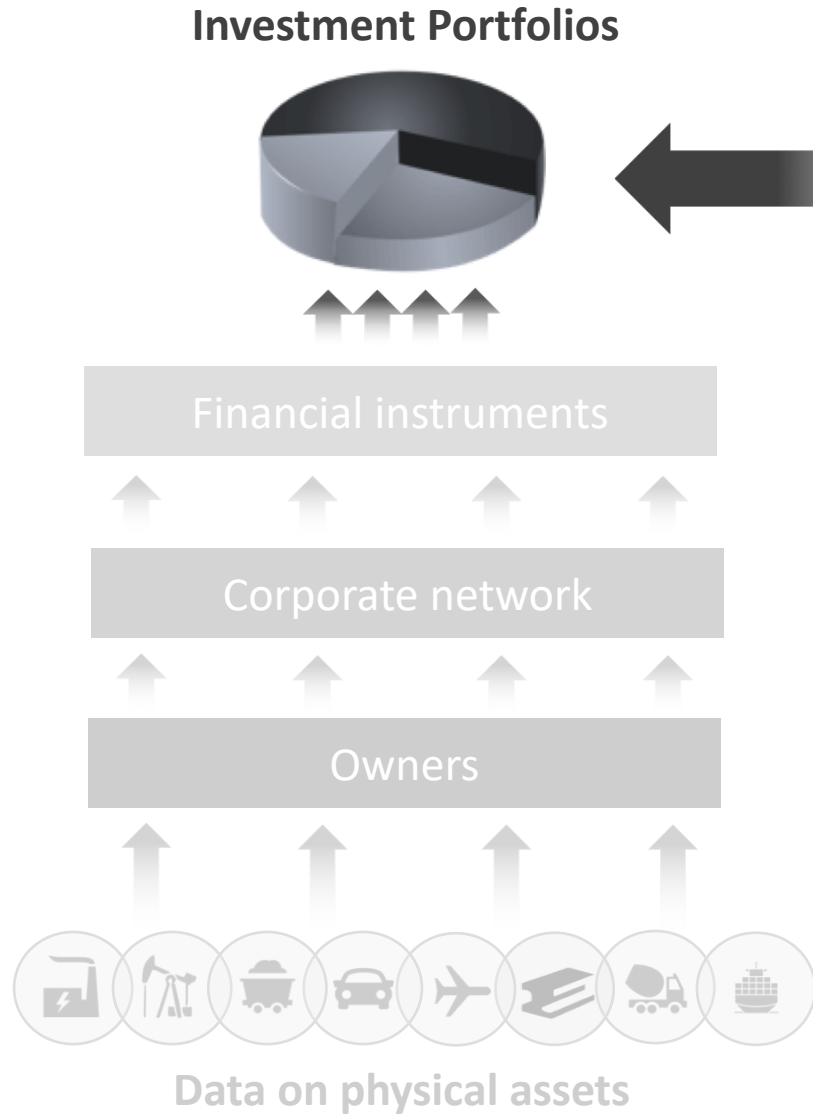 Investment Portfolios
Financial instruments
Corporate network
Owners
Data on physical assets